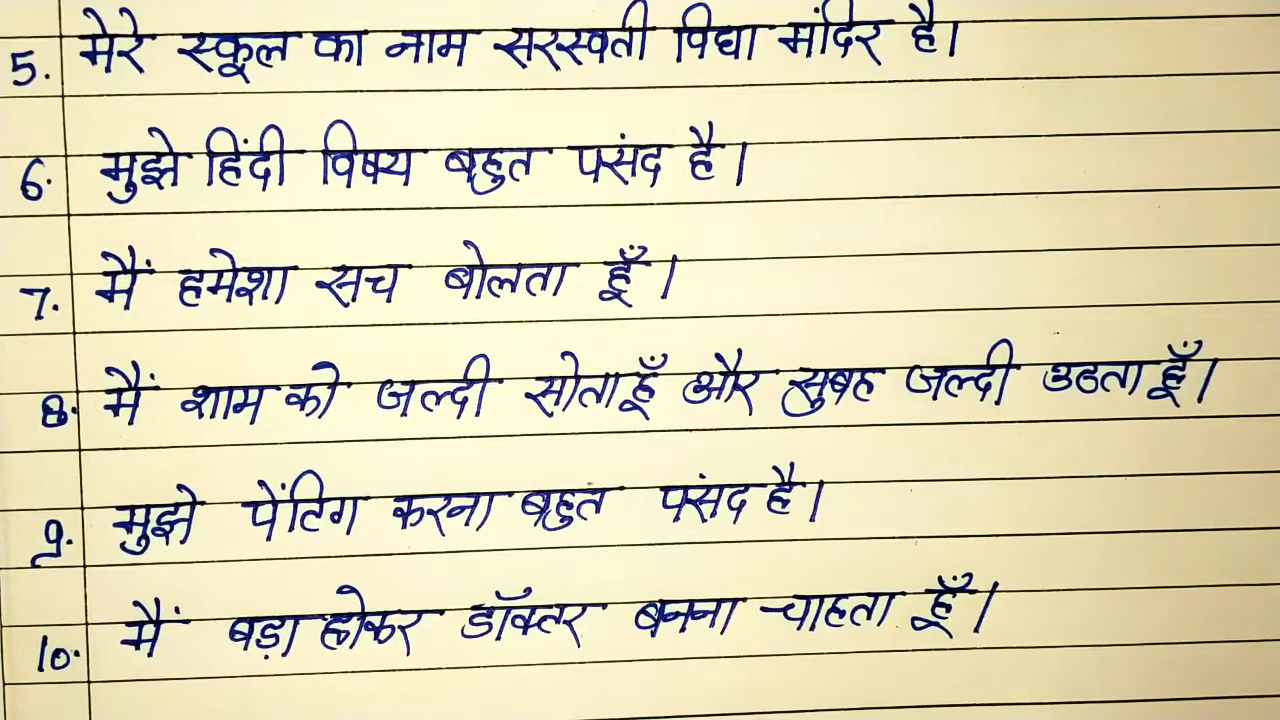 5. मेरे स्कूल का नाम सरस्वती विद्या मंदिर है।
6. मुझे हिंदी विषय बहुत पसंद है।
7. मैं हमेशा सच बोलता हूँ।
8. मैं शाम को जल्दी सोता हूँ और सुबह जल्दी उठता हूँ।
9. मुझे पेंटिग करना बहुत पसंद है।
10. मैं बड़ा होकर डॉक्टर बनना चाहता हूँ।